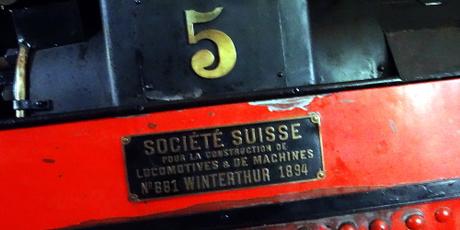 5
SOCIÉTÉ SUISSE
POUR LA CONSTRUCTION DE
LOCOMOTIVES & DE MACHINES
No 881 WINTERTHUR 1894